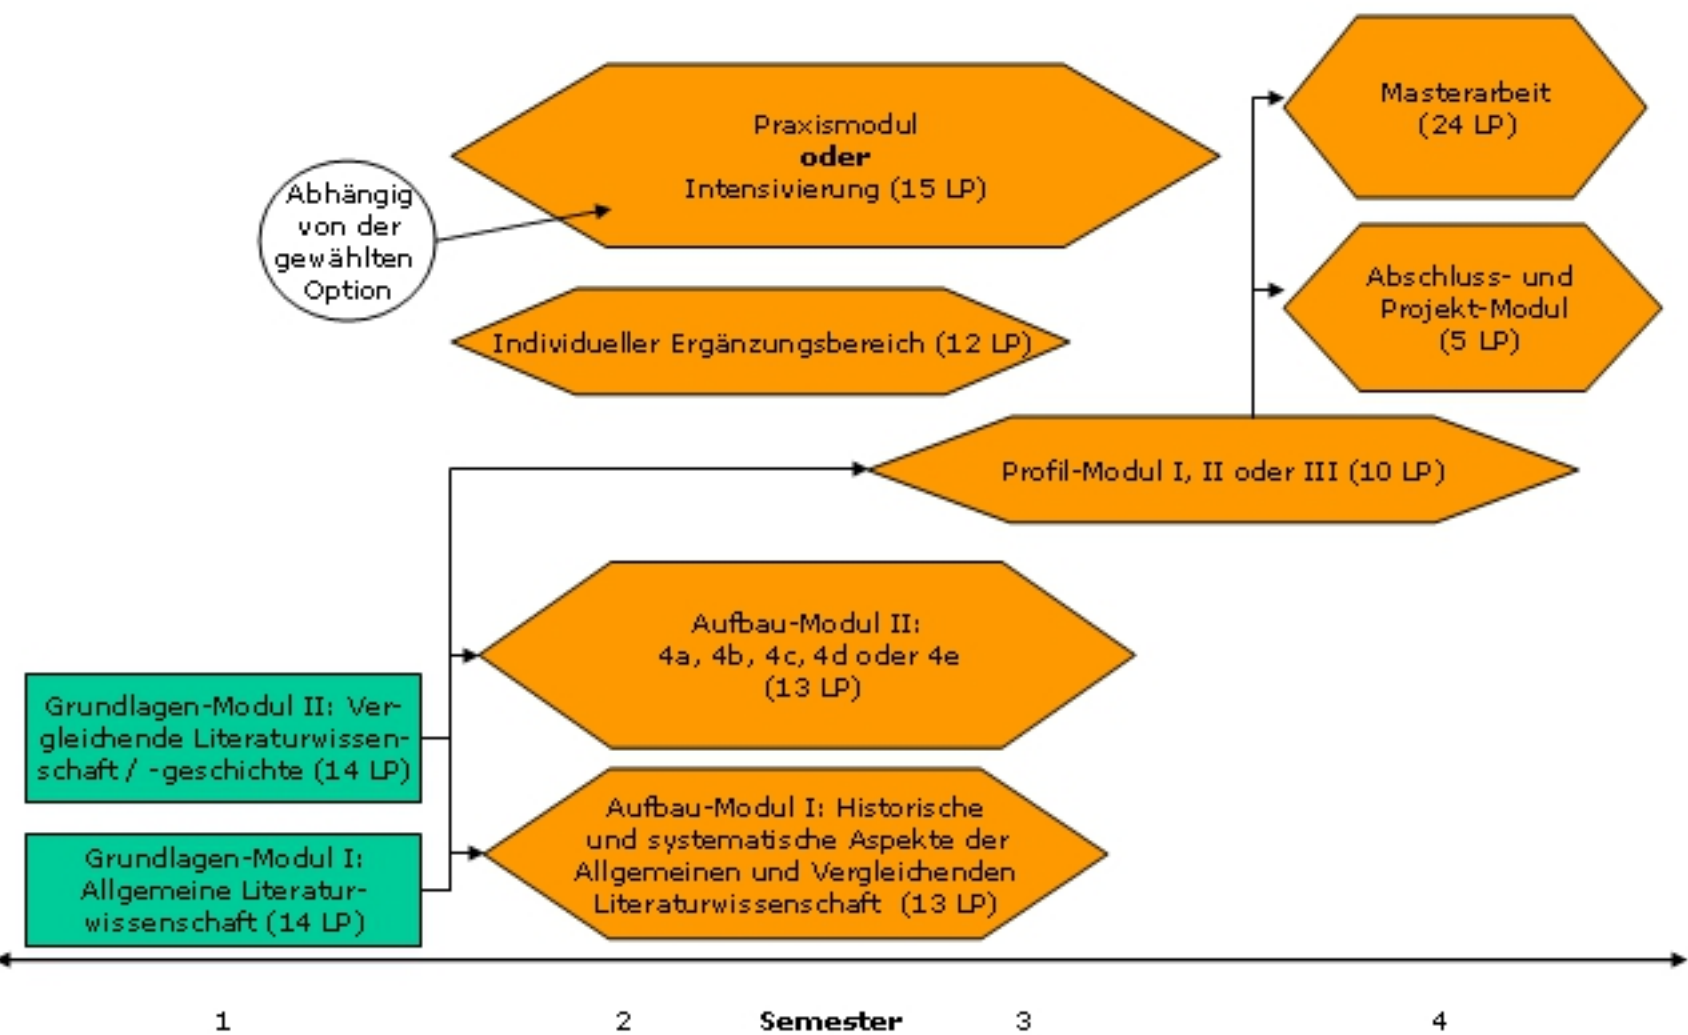 Masterarbeit
(24 LP)
Praxismodul
oder
Intensivierung (15 LP)
Abhängig
von der
gewählten
Option
Abschluss- und
Projekt-Modul
(5 LP)
Individueller Ergänzungsbereich (12 LP)
Profil-Modul I, II oder III (10 LP)
Aufbau-Modul II:
4a, 4b, 4c, 4d oder 4e
(13 LP)
Grundlagen-Modul II: Ver-
gleichende Literaturwissen-
schaft / -geschichte (14 LP)
Aufbau-Modul I: Historische
und systematische Aspekte der
Allgemeinen und Vergleichenden
Literaturwissenschaft (13 LP)
Grundlagen-Modul I:
Allgemeine Literatur-
wissenschaft (14 LP)
1 2 Semester 3 4